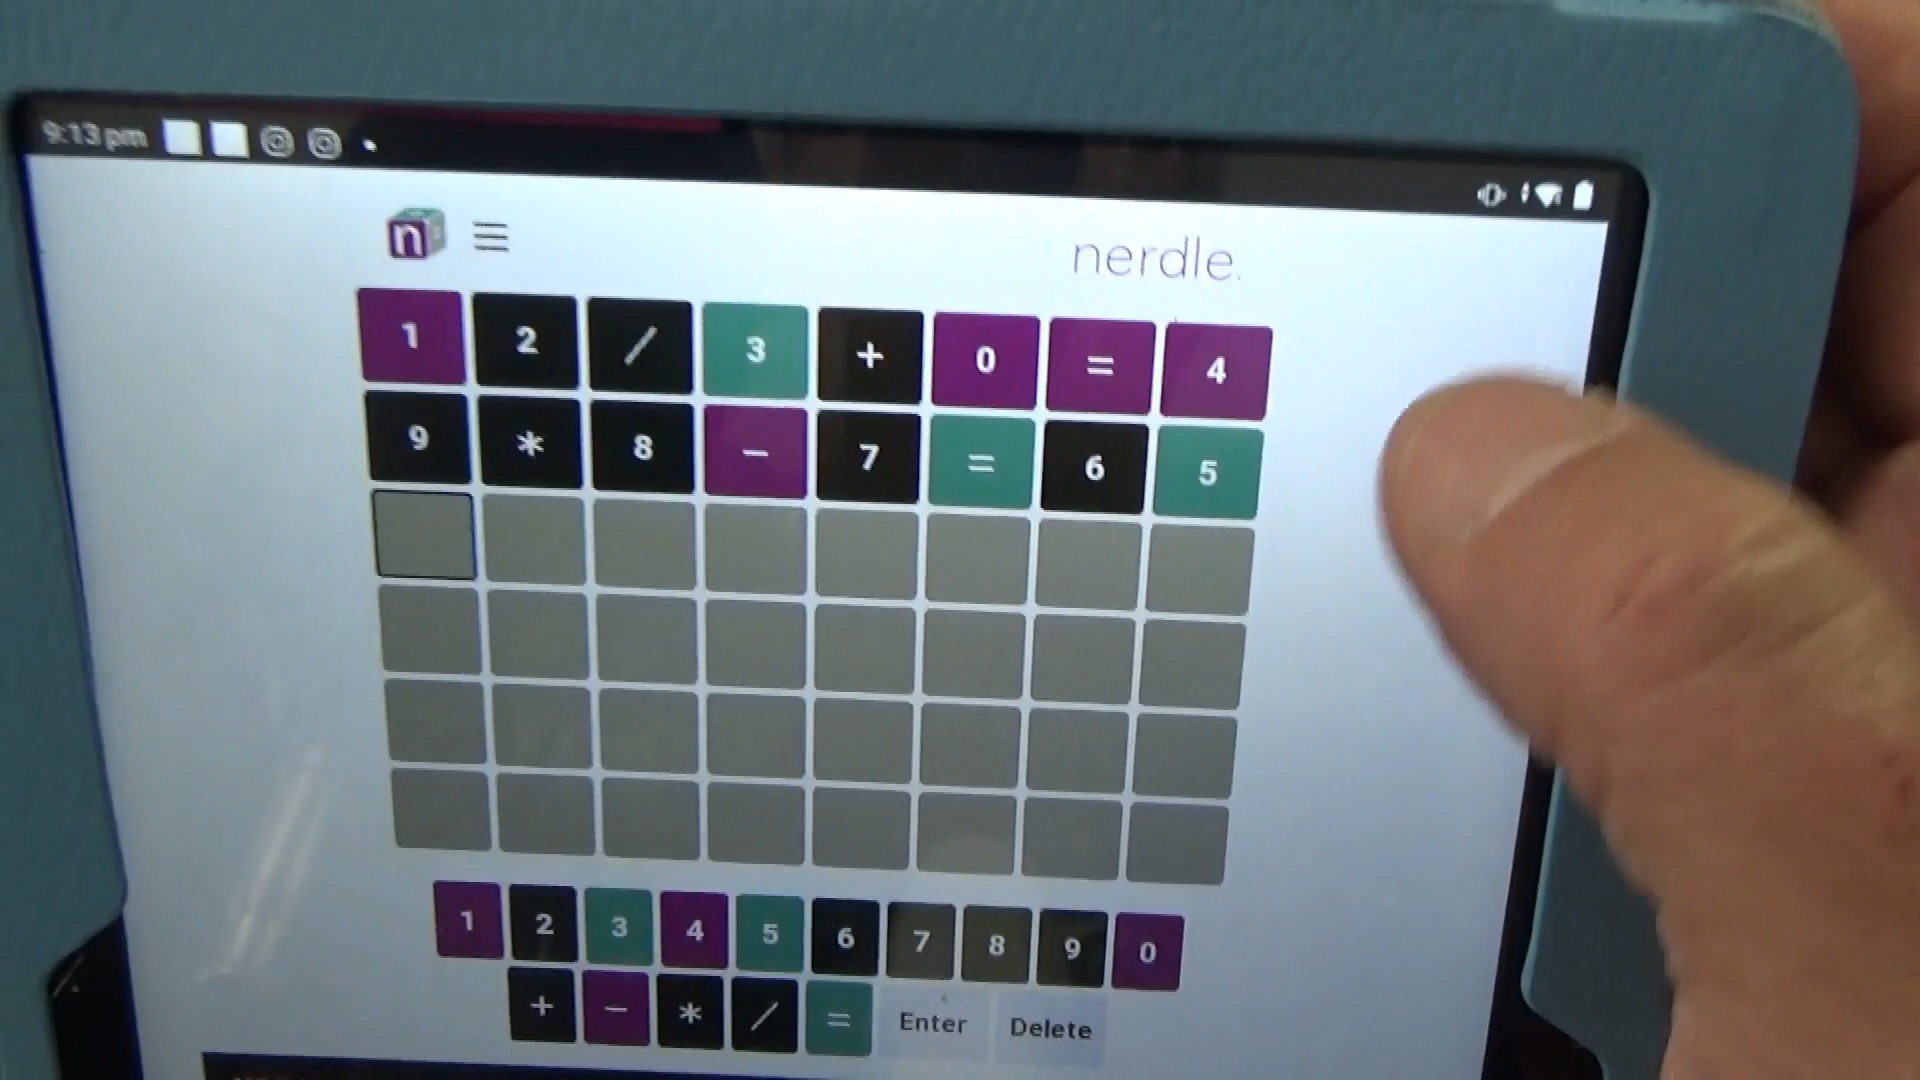 9:13 pm
n nerdle.
1 2 / 3 + 0 = 4
9 * 8 - 7 = 6 5
1 2 3 4 5 6 7 8 9 0
+ - * / = Enter Delete